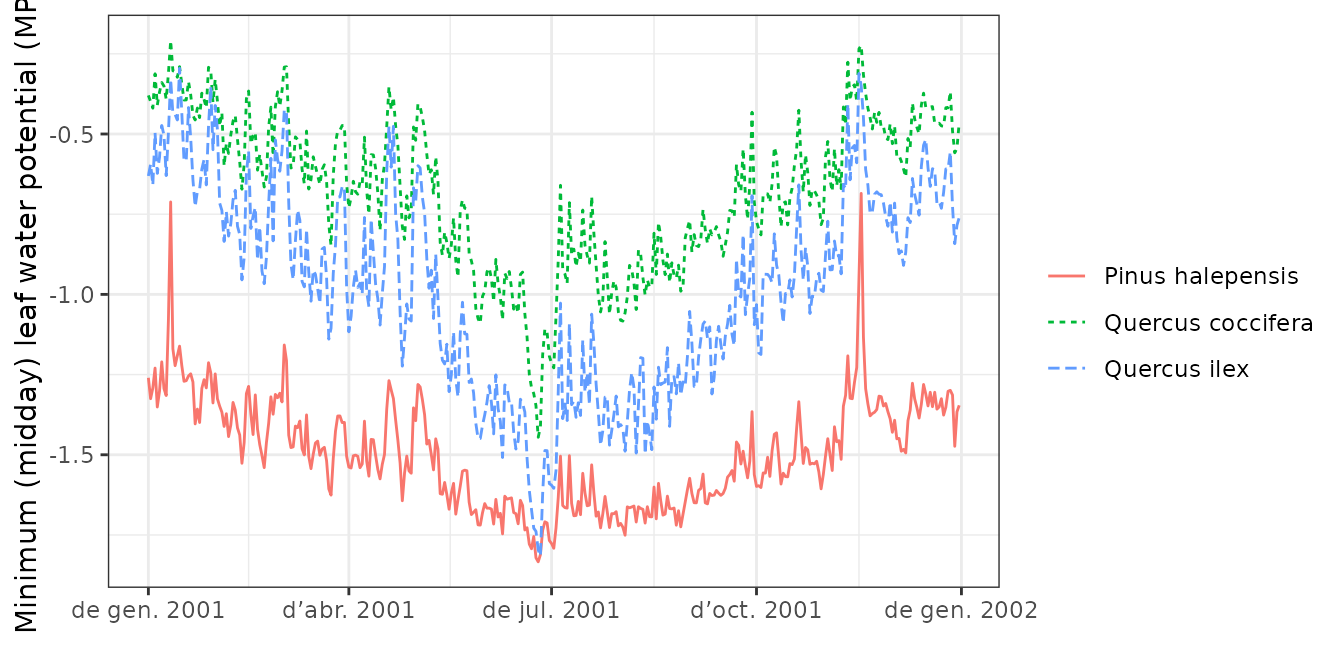 Minimum (midday) leaf water potential (MP
-0.5
-1.0
-1.5
de gen. 2001
d’abr. 2001
de jul. 2001
d’oct. 2001
de gen. 2002
Pinus halepensis
Quercus coccifera
Quercus ilex